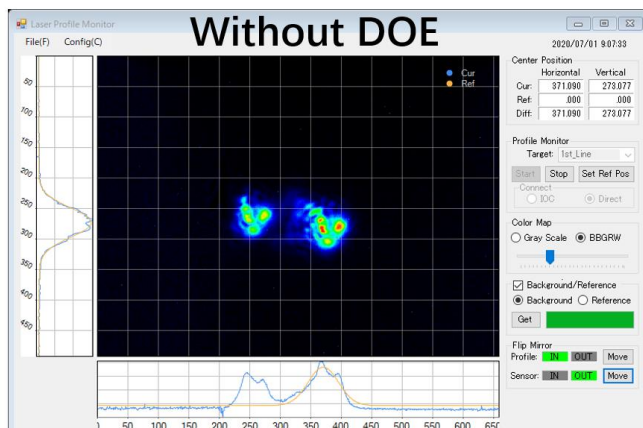 Laser Profile Monitor
Without DOE
File(F) Config(C)
2020/07/01 9:07:33
Cur
Ref
50
100
150
200
250
300
350
400
450
50 100 150 200 250 300 350 400 450 500 550 600 650
Center Position
Horizontal Vertical
Cur: 371.090 273.077
Ref: .000 .000
Diff: 371.090 273.077
Profile Monitor
Target: 1st_Line
Start Stop Set Ref Pos
Connect
IOC Direct
Color Map
Gray Scale BBGRW
Background/Reference
Background Reference
Get
Flip Mirror
Profile: IN OUT Move
Sensor: IN OUT Move